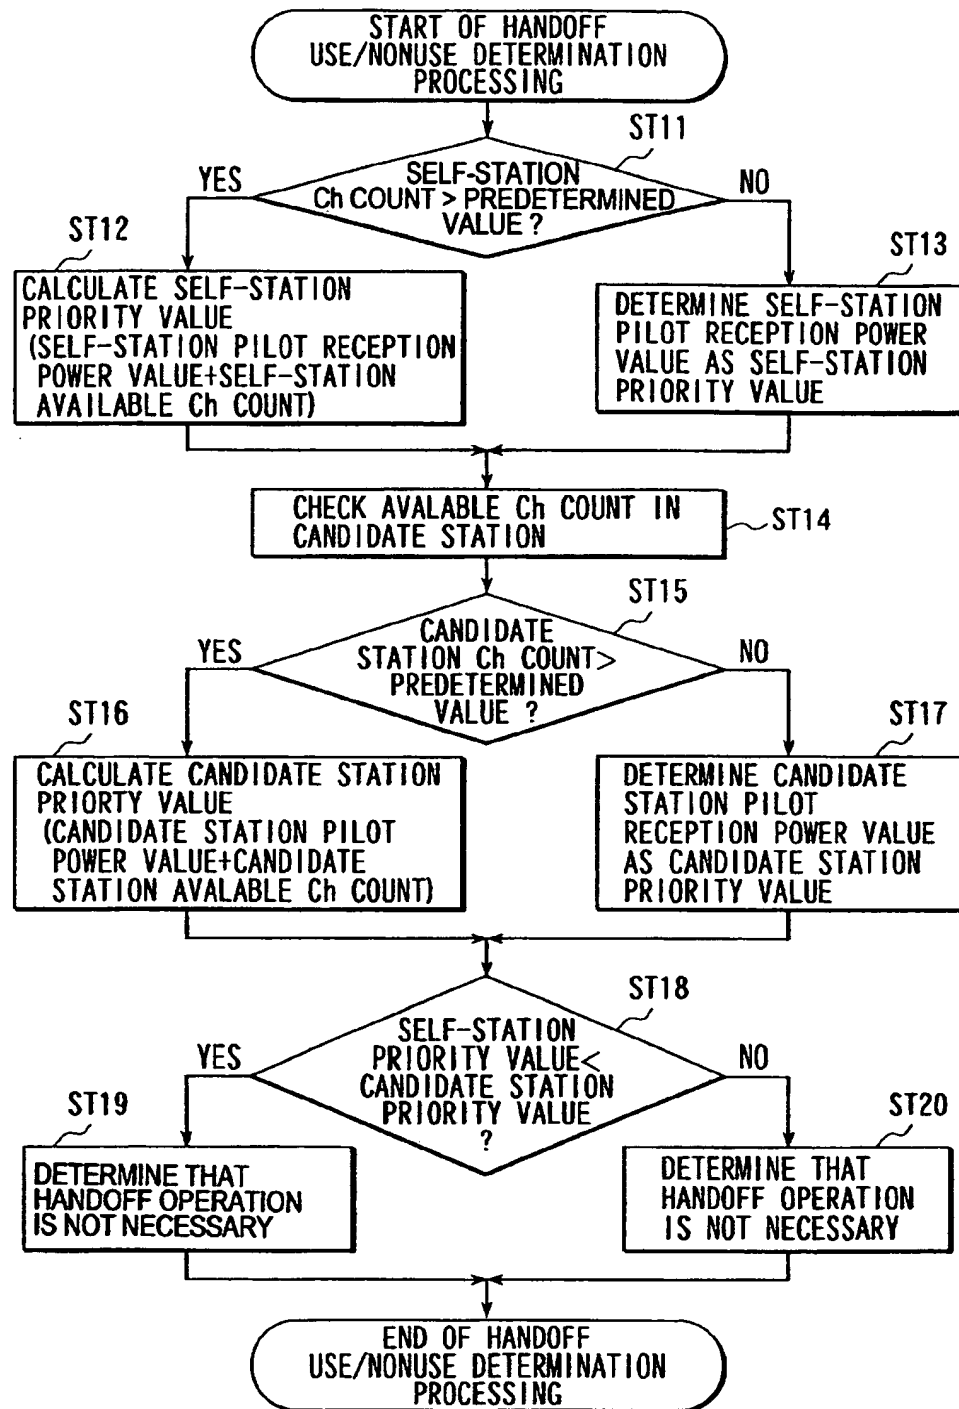 START OF HANDOFF
USE/NONUSE DETERMINATION
PROCESSING
ST11
SELF-STATION
Ch COUNT > PREDETERMINED
VALUE ?
YES
NO
ST12
CALCULATE SELF-STATION
PRIORITY VALUE
(SELF-STATION PILOT RECEPTION
POWER VALUE+SELF-STATION
AVAILABLE Ch COUNT)
ST13
DETERMINE SELF-STATION
PILOT RECEPTION POWER
VALUE AS SELF-STATION
PRIORITY VALUE
CHECK AVALABLE Ch COUNT IN
CANDIDATE STATION
ST14
ST15
CANDIDATE
STATION Ch COUNT>
PREDETERMINED
VALUE ?
YES
NO
ST16
CALCULATE CANDIDATE STATION
PRIORTY VALUE
(CANDIDATE STATION PILOT
POWER VALUE+CANDIDATE
STATION AVALABLE Ch COUNT)
ST17
DETERMINE CANDIDATE
STATION PILOT
RECEPTION POWER VALUE
AS CANDIDATE STATION
PRIORITY VALUE
ST18
SELF-STATION
PRIORITY VALUE<
CANDIDATE STATION
PRIORITY VALUE
?
YES
NO
ST19
DETERMINE THAT
HANDOFF OPERATION
IS NOT NECESSARY
ST20
DETERMINE THAT
HANDOFF OPERATION
IS NOT NECESSARY
END OF HANDOFF
USE/NONUSE DETERMINATION
PROCESSING